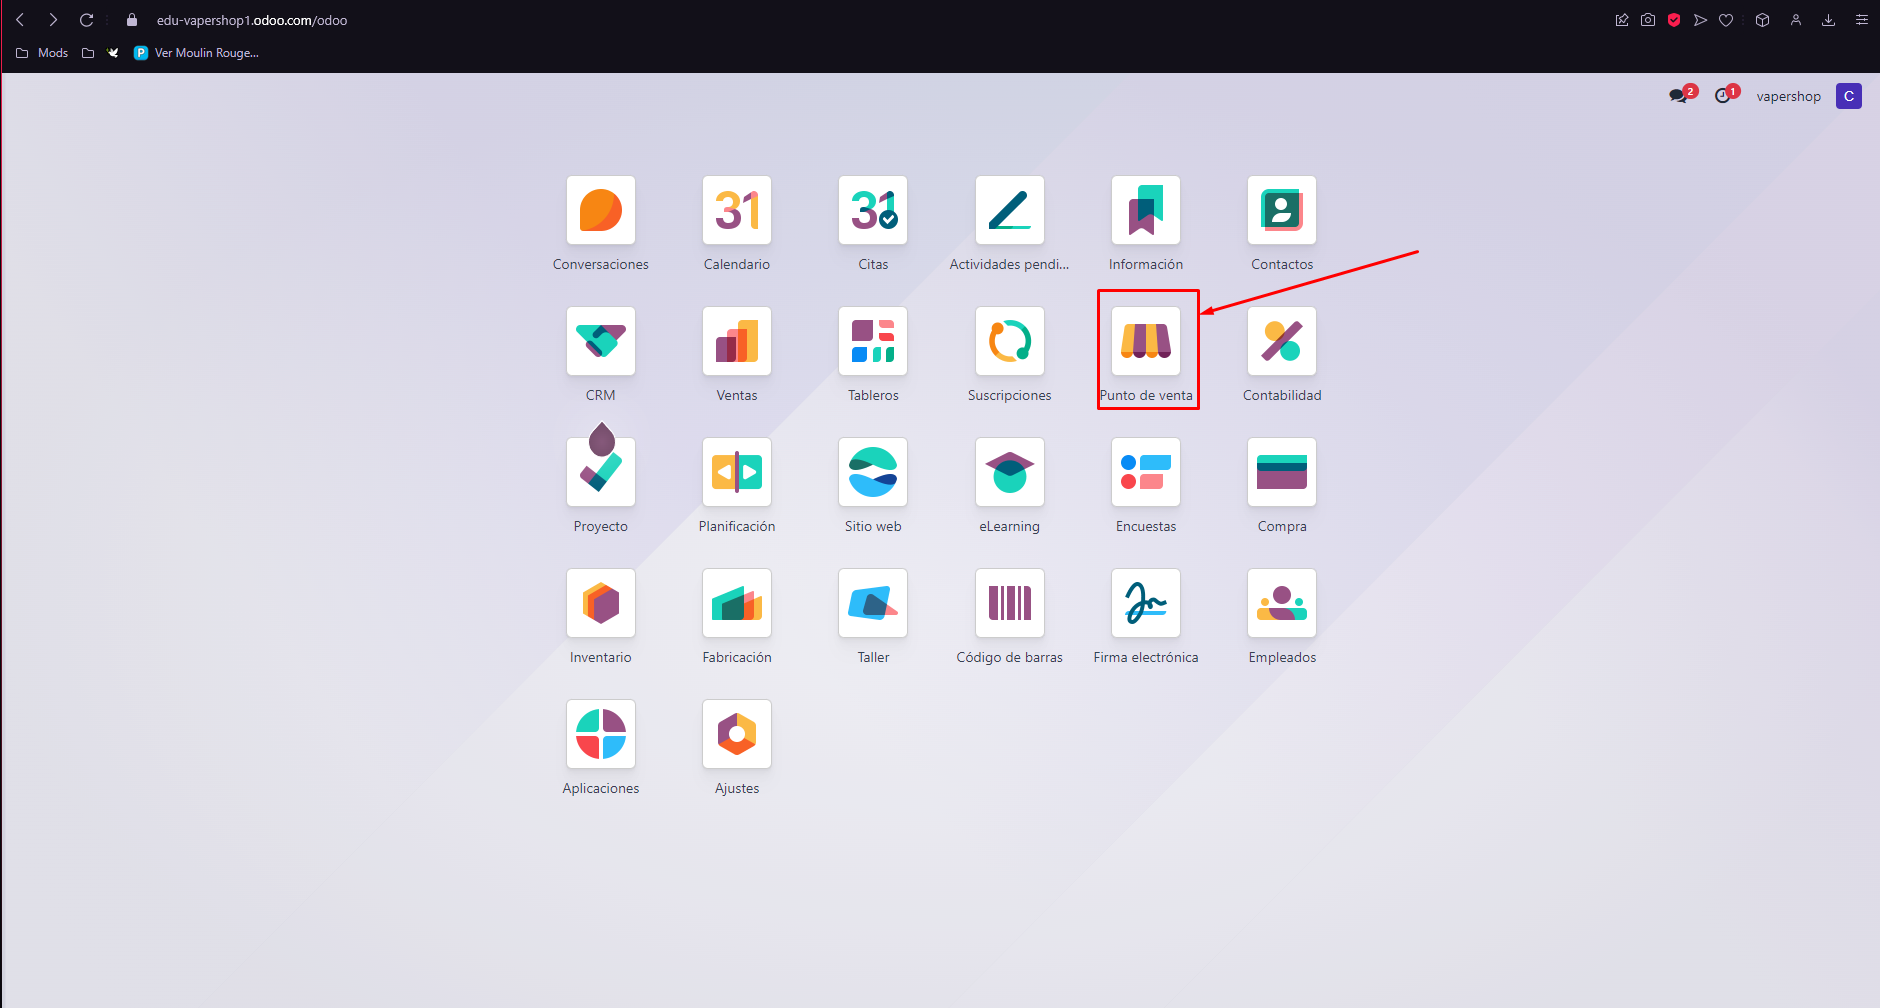 edu-vapershop1.odoo.com/odoo
Mods
P Ver Moulin Rouge...
2 1 vapershop C
31 31
Conversaciones Calendario Citas Actividades pendi... Información Contactos
CRM Ventas Tableros Suscripciones Punto de venta Contabilidad
Proyecto Planificación Sitio web eLearning Encuestas Compra
Inventario Fabricación Taller Código de barras Firma electrónica Empleados
Aplicaciones Ajustes